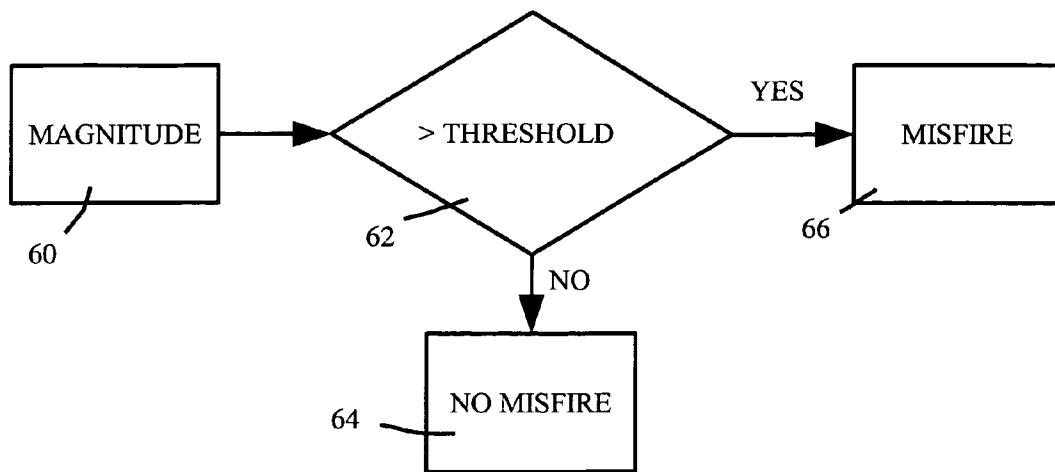 MAGNITUDE
> THRESHOLD
YES
MISFIRE
60
62
66
NO
NO MISFIRE
64